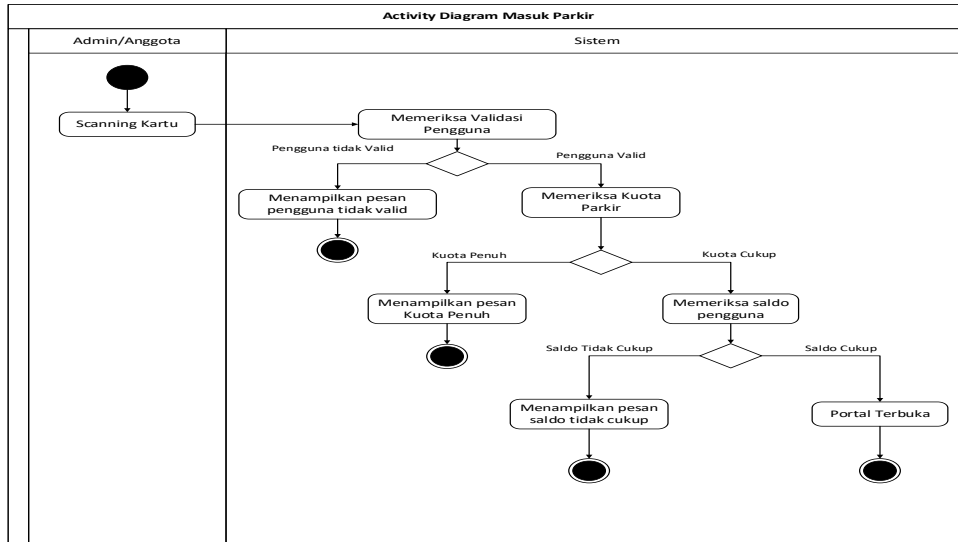 Activity Diagram Masuk Parkir
Admin/Anggota
Sistem
Scanning Kartu
Memeriksa Validasi
Pengguna
Pengguna tidak Valid
Pengguna Valid
Menampilkan pesan
pengguna tidak valid
Memeriksa Kuota
Parkir
Kuota Penuh
Kuota Cukup
Menampilkan pesan
Kuota Penuh
Memeriksa saldo
pengguna
Saldo Tidak Cukup
Saldo Cukup
Menampilkan pesan
saldo tidak cukup
Portal Terbuka